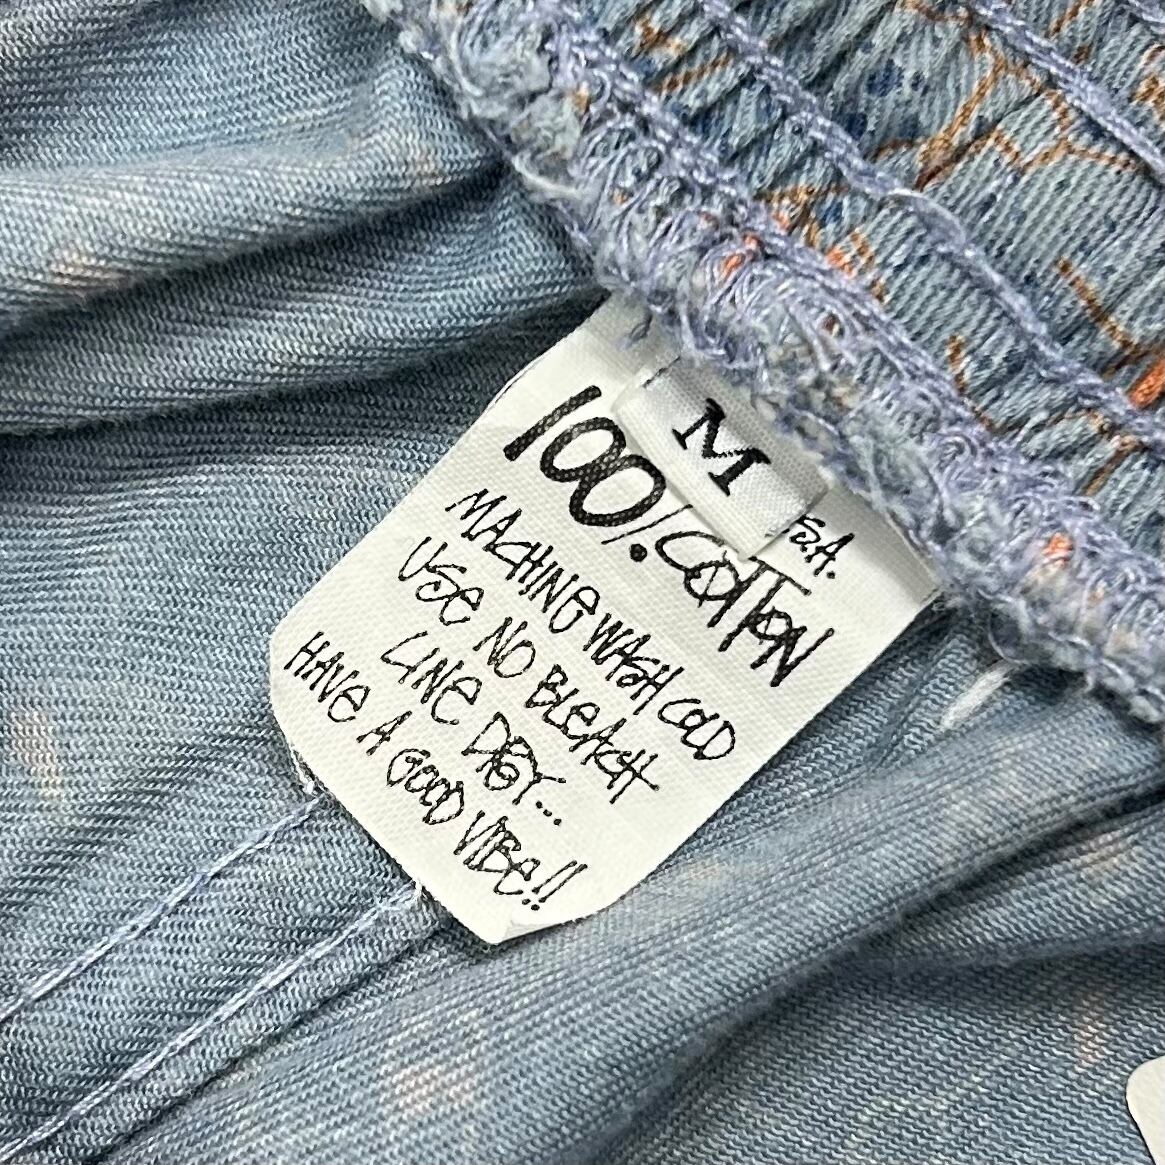 M
100% COTTON
MACHINE WASH COLD
USE NO BLEACH
LINE DRY...
HAVE A GOOD VIBE!!